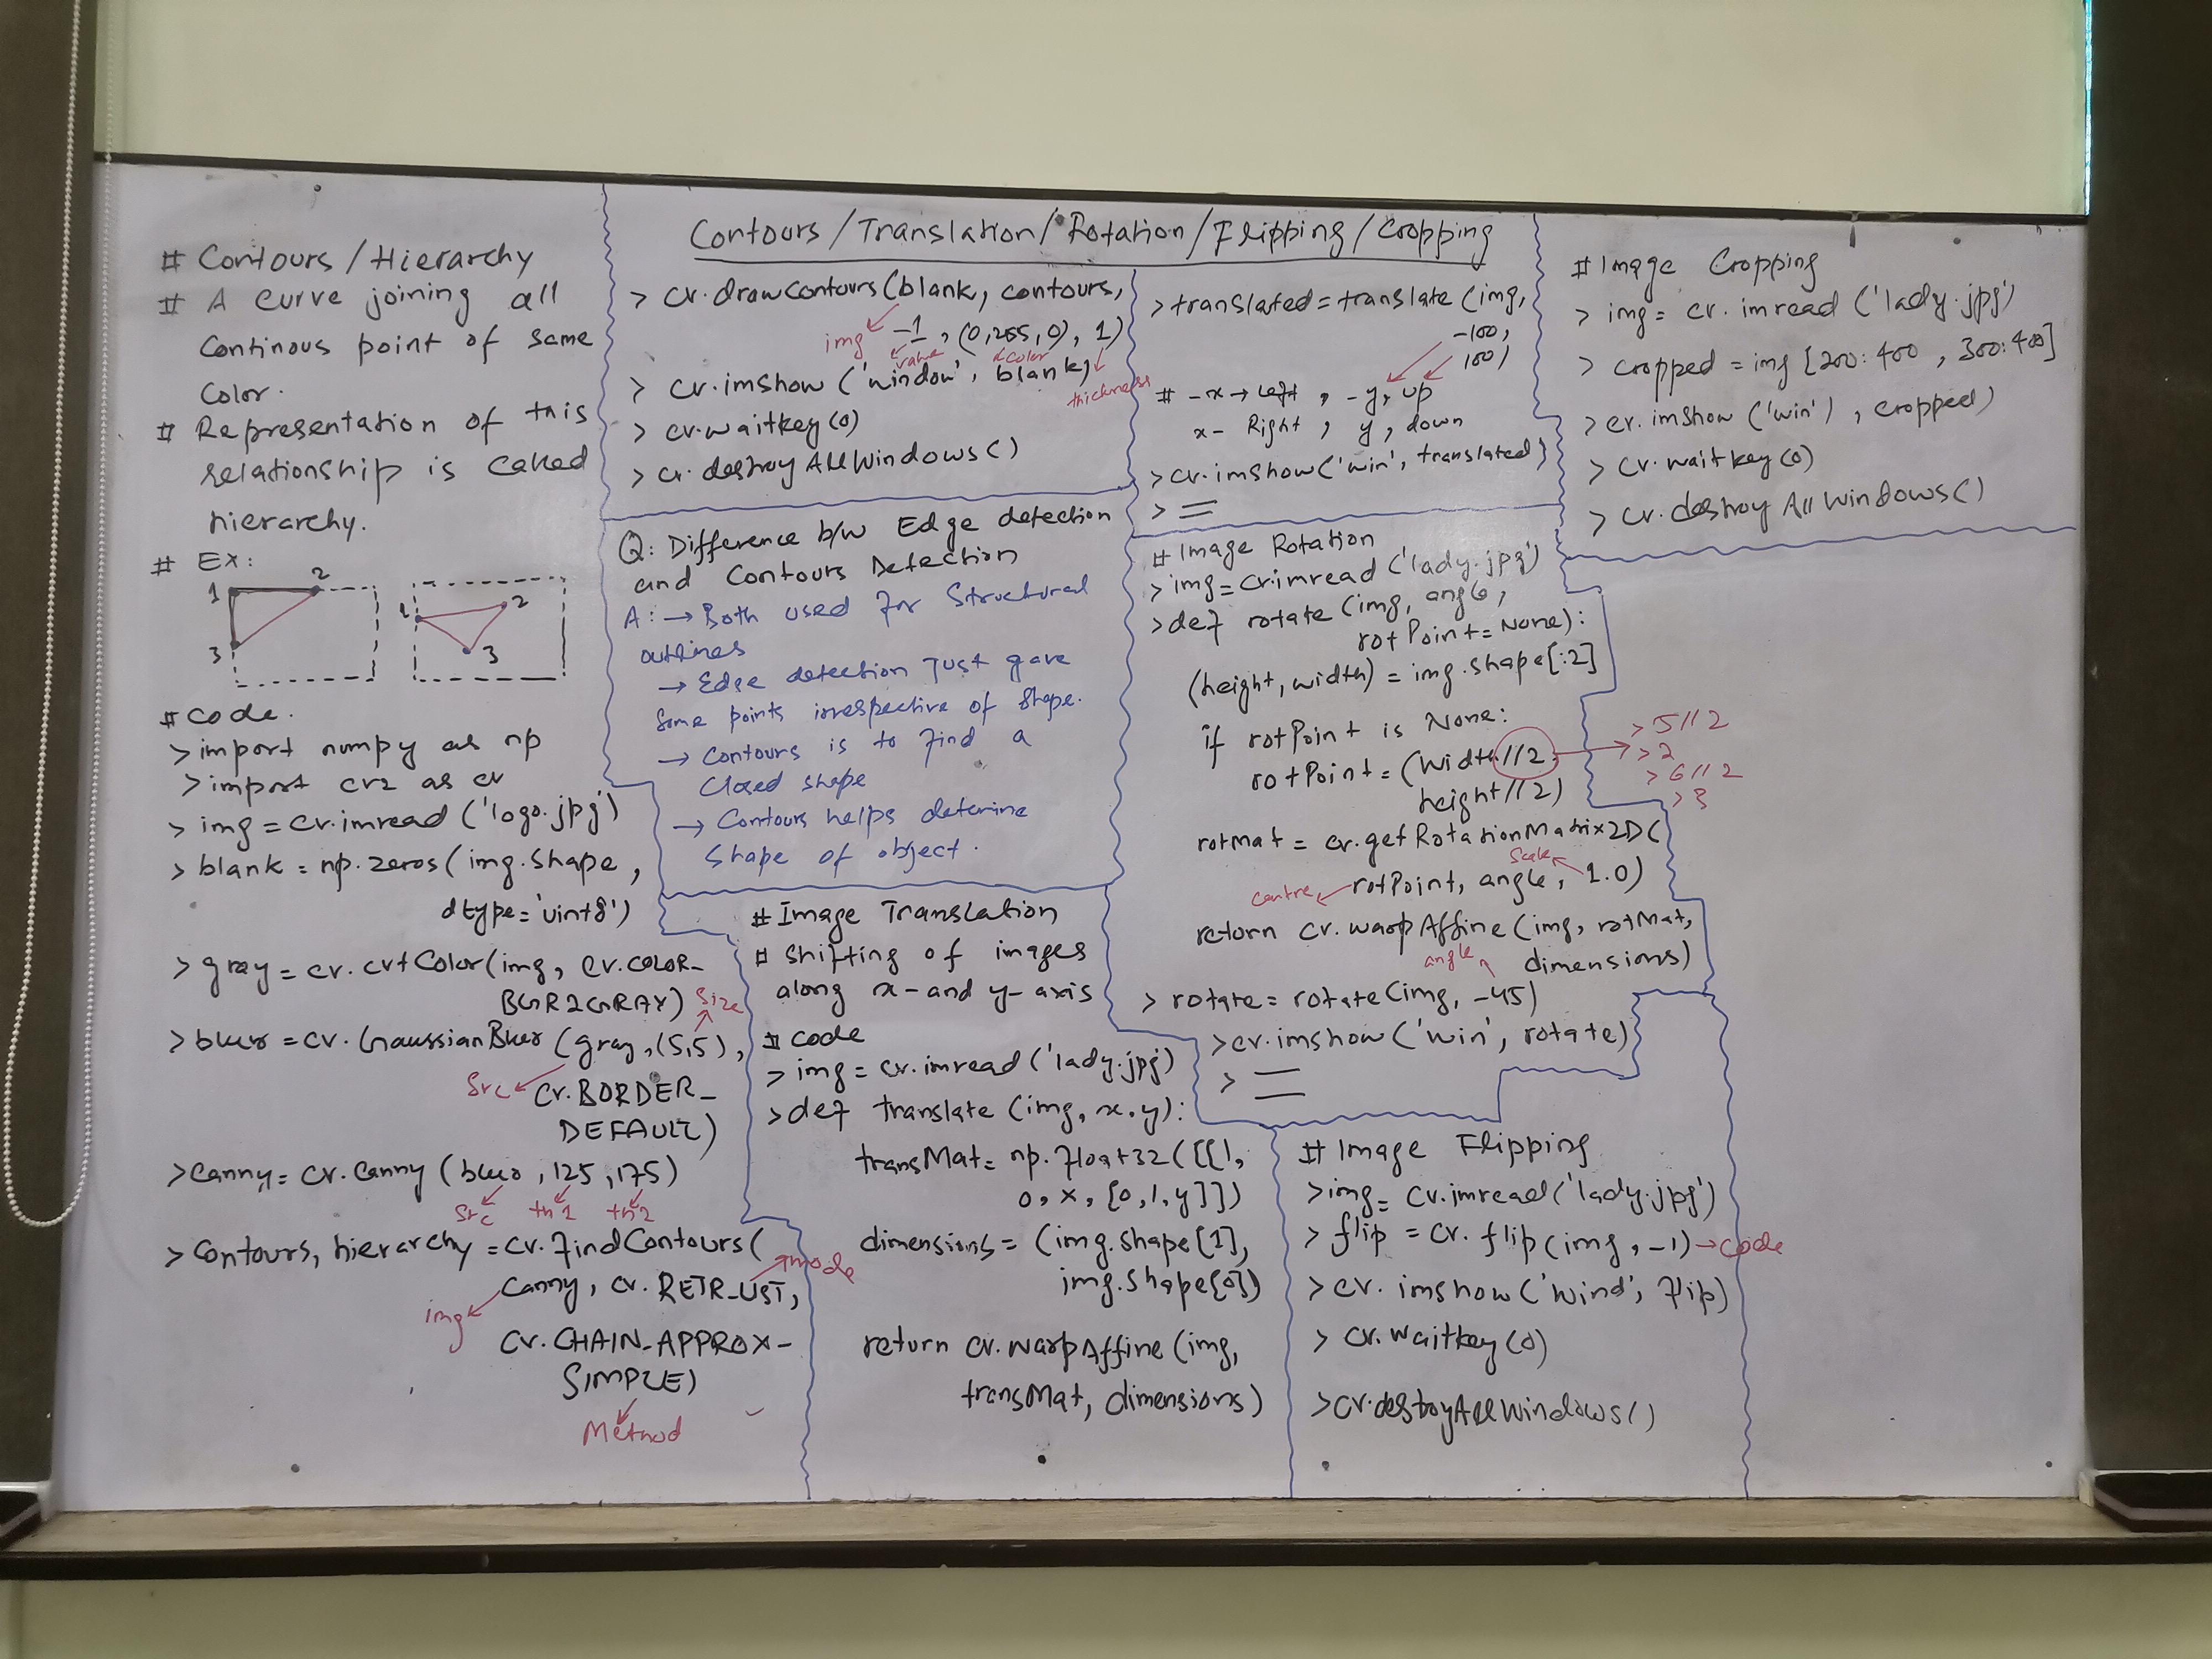 Contours/Translation/Rotation/Flipping/Cropping
# Contours/Hierarchy
# A curve joining all
Continous point of same
Color.
# Representation of this
relationship is called
hierarchy.
# Ex:
1 2
3
1 2
3
# Code.
> import numpy as np
> import cv2 as cv
> img = cv.imread ('logo.jpg')
> blank = np.zeros (img.shape,
dtype='uint8')
> gray = cv.cvtColor(img, cv.COLOR_
BGR2GRAY) size
> blur = cv.GaussianBlur (gray, (5,5),
src cv.BORDER_
DEFAULT)
> canny = cv.Canny (blur, 125, 175)
src th1 th2
> contours, hierarchy = cv.findContours(
mode
canny, cv.RETR_LIST,
img
cv.CHAIN_APPROX_
SIMPLE)
Method
> cv.drawContours (blank, contours,
img -1, (0,255,0), 1)
value color
> cv.imshow ('window', blank)
thickness
> cv.waitkey(0)
> cv.destroyAllWindows()
Q: Difference b/w Edge detection
and Contours Detection
A: → Both used for Structural
outlines
→ Edge detection just gave
some points irrespective of shape.
→ Contours is to find a
Closed shape
→ Contours helps determine
Shape of object.
# Image Translation
# shifting of images
along x- and y-axis
# code
> img = cv.imread ('lady.jpg')
> def translate (img, x, y):
transMat = np.float32([[1,
0, x, [0, 1, y]])
dimensions = (img.shape[1],
img.shape[0])
return cv.warpAffine (img,
transMat, dimensions)
> translated = translate (img,
-100,
100)
# -x → Left, -y, up
x- Right, y, down
> cv.imshow('win', translated)
> =
# Image Rotation
> img = cv.imread ('lady.jpg')
> def rotate (img, angle,
rotPoint = None):
(height, width) = img.shape[:2]
if rotPoint is None:
rotPoint = (width//2
height//2)
> 5//2
> 2
> 6//2
> 3
rotMat = cv.getRotationMatrix2D(
scale
centre rotPoint, angle, 1.0)
return cv.warpAffine (img, rotMat,
angle dimensions)
> rotate = rotate(img, -45)
> cv.imshow('win', rotate)
> =
# Image Flipping
> img = cv.imread('lady.jpg')
> flip = cv.flip(img, -1) → code
> cv.imshow('wind', flip)
> cv.waitkey(0)
> cv.destroyAllWindows()
# Image Cropping
> img = cv.imread ('lady.jpg')
> cropped = img [200:400, 300:400]
> cv.imshow ('win'), cropped)
> cv.waitkey(0)
> cv.destroyAllWindows()